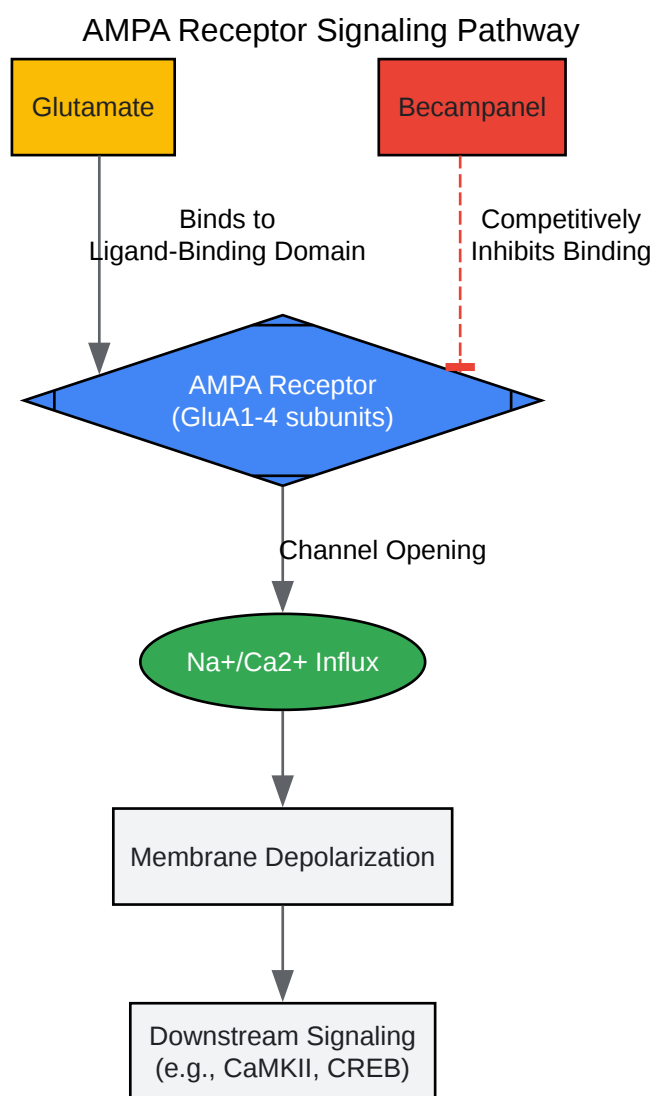 AMPA Receptor Signaling Pathway
Glutamate
Becampanel
Binds to
Ligand-Binding Domain
Competitively
Inhibits Binding
AMPA Receptor
(GluA1-4 subunits)
Channel Opening
Na+/Ca2+ Influx
Membrane Depolarization
Downstream Signaling
(e.g., CaMKII, CREB)